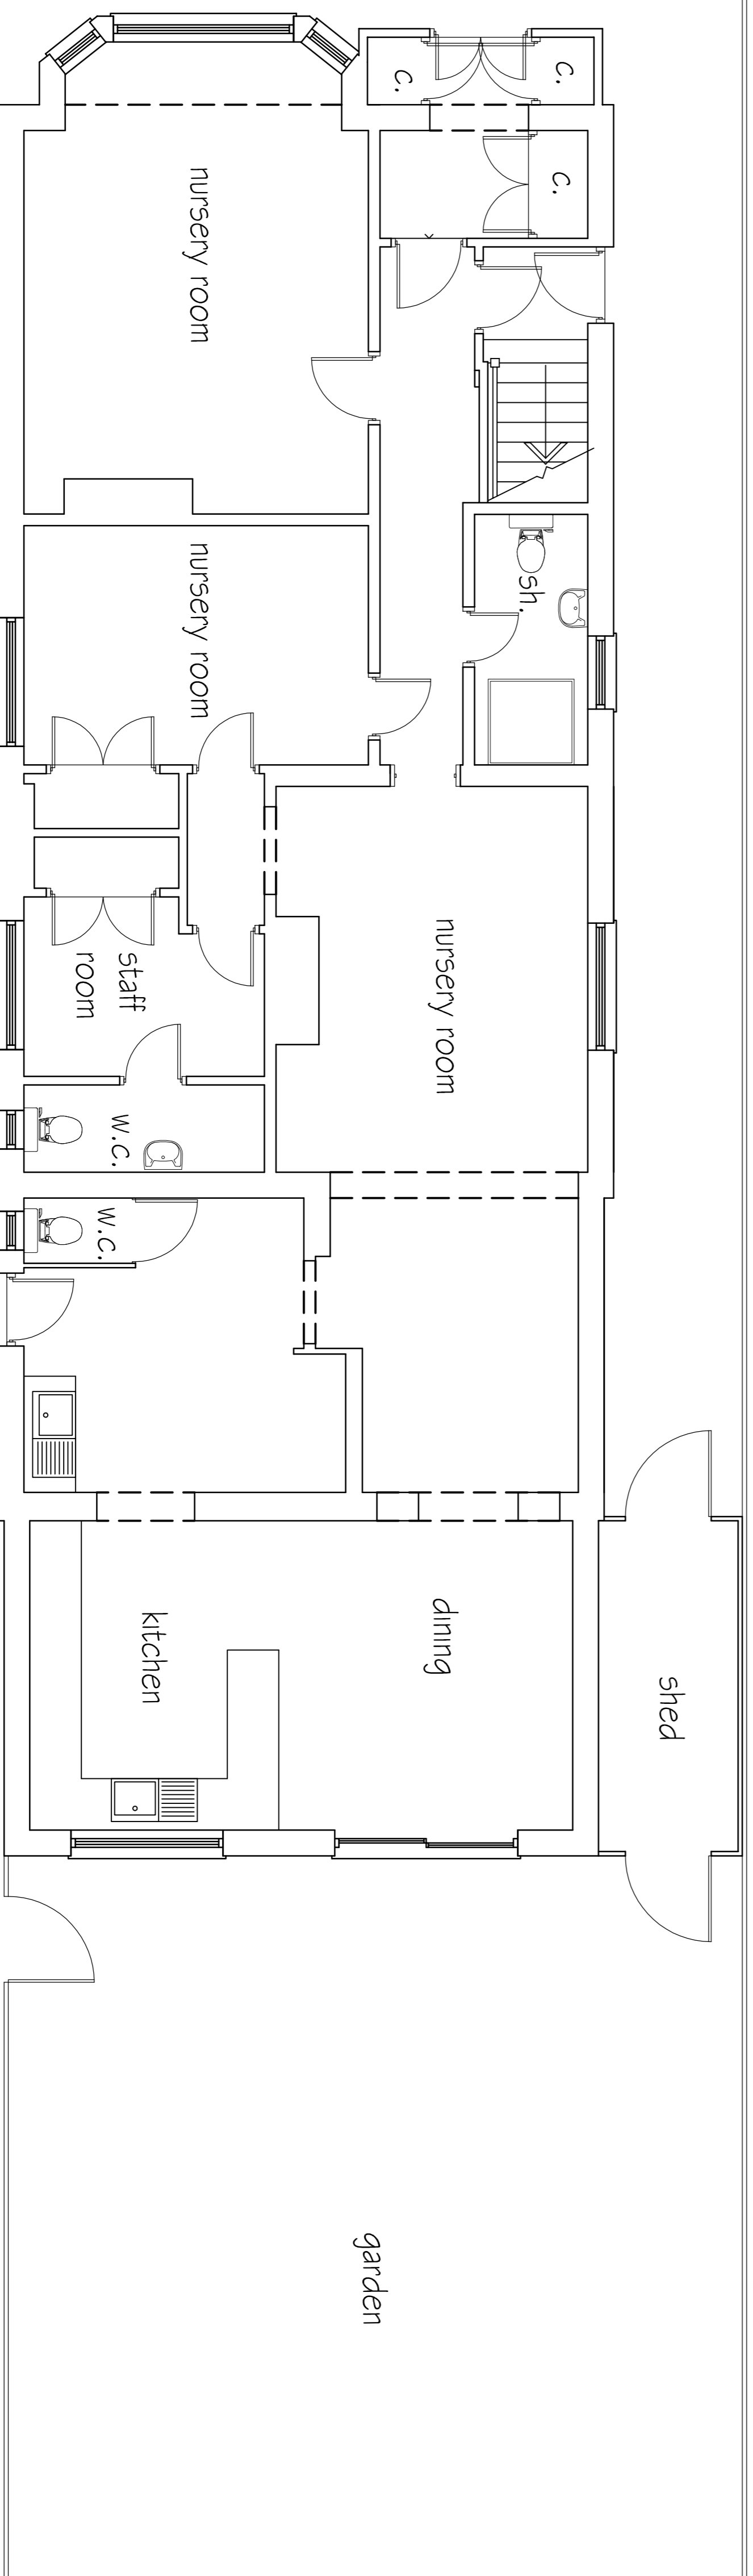 c.
c.
c.
nursery room
nursery room
sh.
nursery room
staff
room
w.c.
w.c.
dining
kitchen
shed
garden